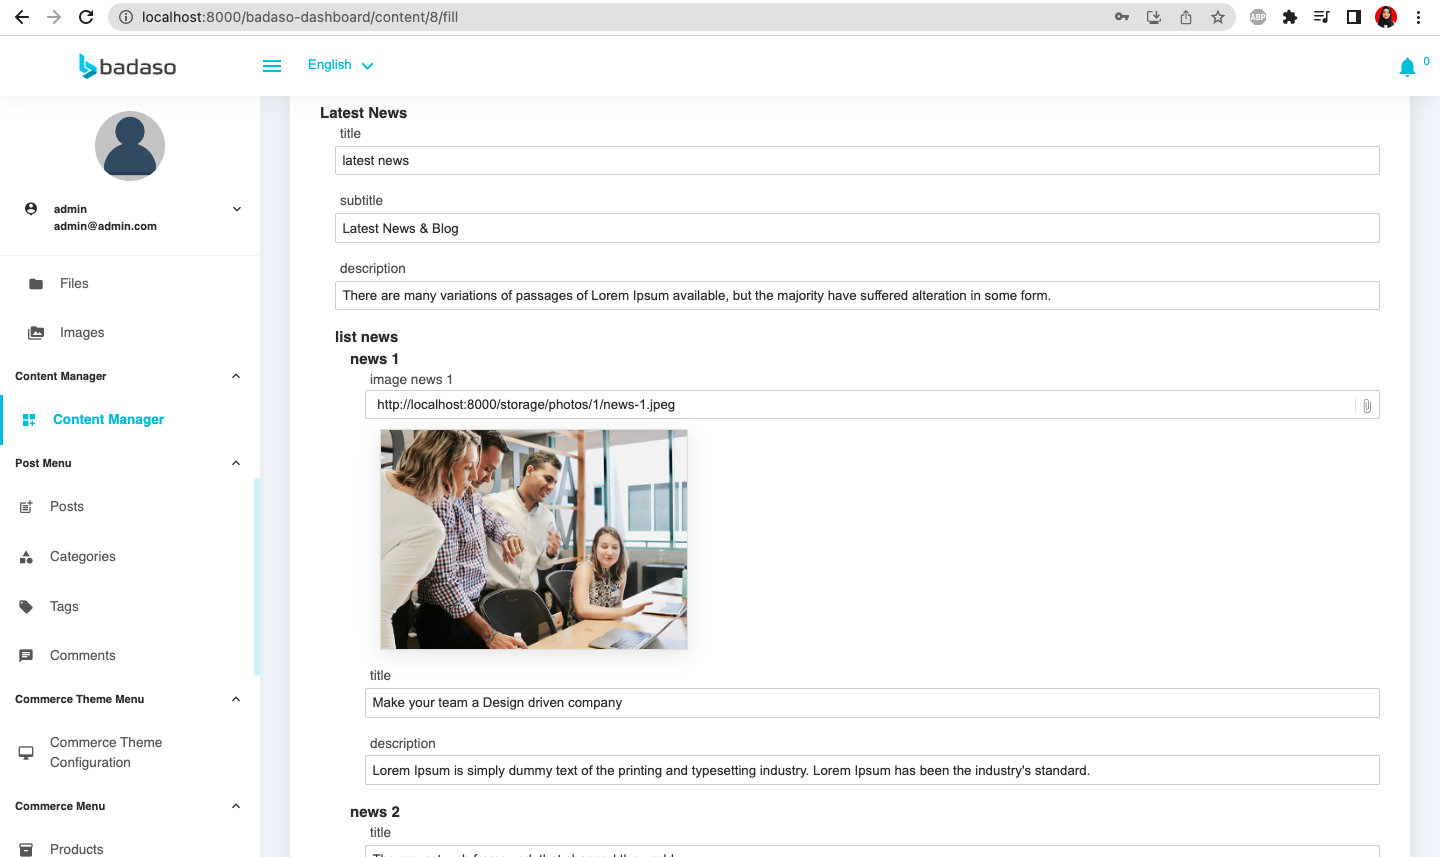 localhost:8000/badaso-dashboard/content/8/fill
ABP
badaso
English
0
admin
admin@admin.com
Files
Images
Content Manager
Content Manager
Post Menu
Posts
Categories
Tags
Comments
Commerce Theme Menu
Commerce Theme
Configuration
Commerce Menu
Products
Latest News
title
latest news
subtitle
Latest News & Blog
description
There are many variations of passages of Lorem Ipsum available, but the majority have suffered alteration in some form.
list news
news 1
image news 1
http://localhost:8000/storage/photos/1/news-1.jpeg
title
Make your team a Design driven company
description
Lorem Ipsum is simply dummy text of the printing and typesetting industry. Lorem Ipsum has been the industry's standard.
news 2
title